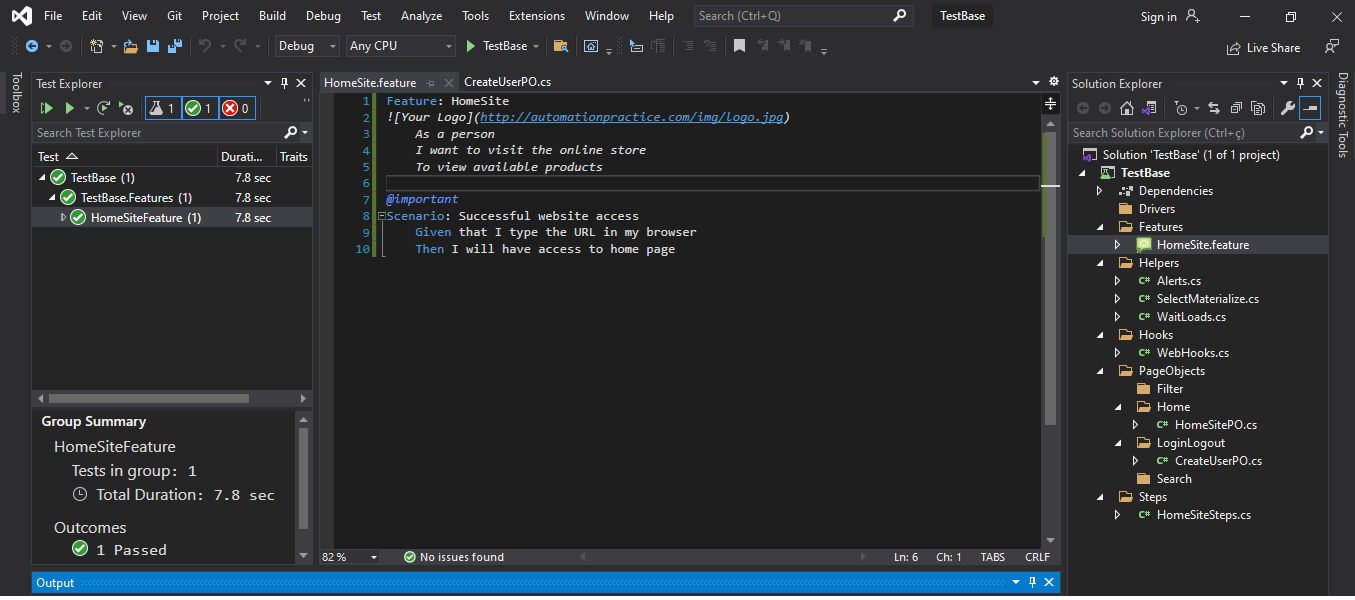 File Edit View Git Project Build Debug Test Analyze Tools Extensions Window Help Search (Ctrl+Q) TestBase Sign in
Debug Any CPU TestBase Live Share
Toolbox
Test Explorer
1 1 0
Search Test Explorer
Test Durati... Traits
TestBase (1) 7.8 sec
TestBase.Features (1) 7.8 sec
HomeSiteFeature (1) 7.8 sec
Group Summary
HomeSiteFeature
Tests in group: 1
Total Duration: 7.8 sec
Outcomes
1 Passed
HomeSite.feature CreateUserPO.cs
1 Feature: HomeSite
2 ![Your Logo](http://automationpractice.com/img/logo.jpg)
3 As a person
4 I want to visit the online store
5 To view available products
6
7 @important
8 Scenario: Successful website access
9 Given that I type the URL in my browser
10 Then I will have access to home page
82 % No issues found Ln: 6 Ch: 1 TABS CRLF
Output
Solution Explorer
Search Solution Explorer (Ctrl+ç)
Solution 'TestBase' (1 of 1 project)
TestBase
Dependencies
Drivers
Features
HomeSite.feature
Helpers
C# Alerts.cs
C# SelectMaterialize.cs
C# WaitLoads.cs
Hooks
C# WebHooks.cs
PageObjects
Filter
Home
C# HomeSitePO.cs
LoginLogout
C# CreateUserPO.cs
Search
Steps
C# HomeSiteSteps.cs
Diagnostic Tools